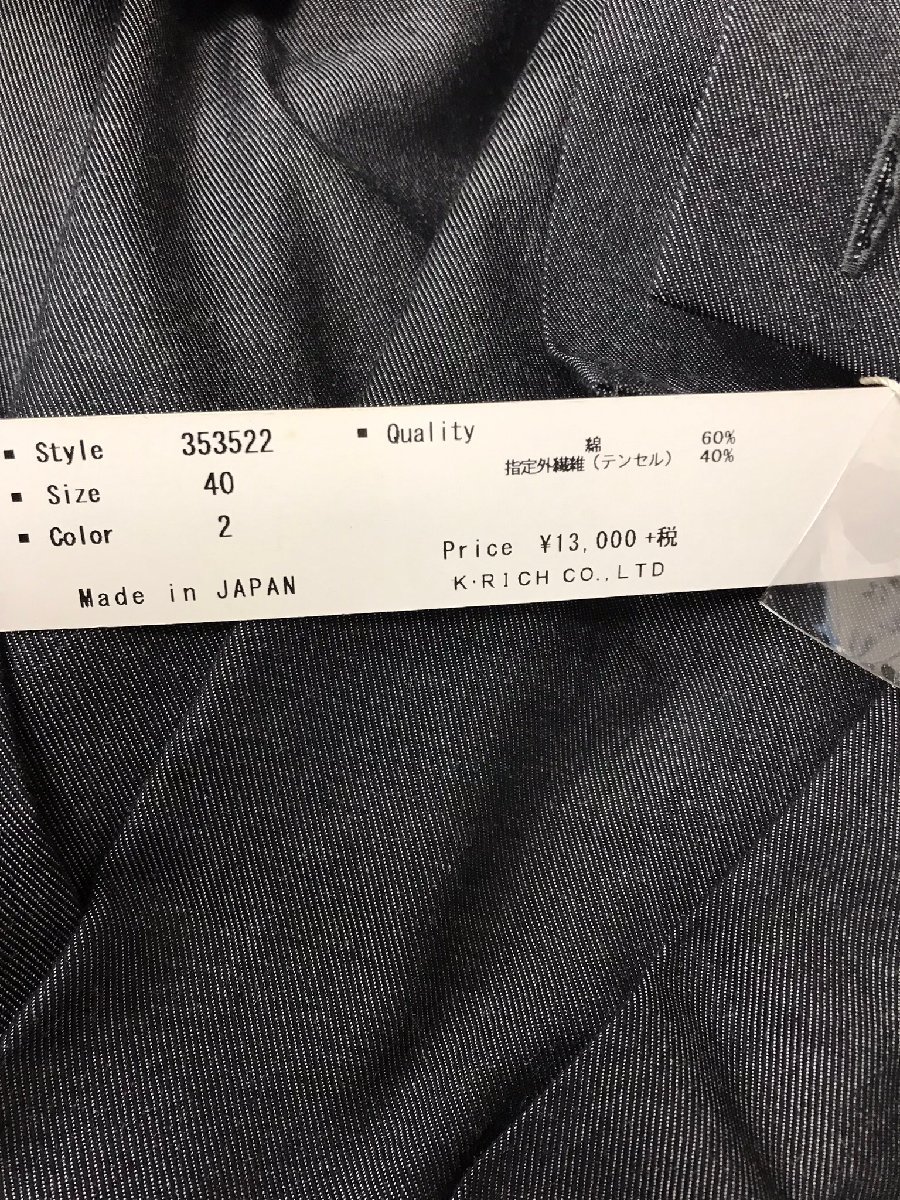 ▪ Style 353522
▪ Size 40
▪ Color 2
Made in JAPAN
▪ Quality
綿 60%
指定外繊維(テンセル) 40%
Price ¥13,000+税
K·RICH CO.,LTD